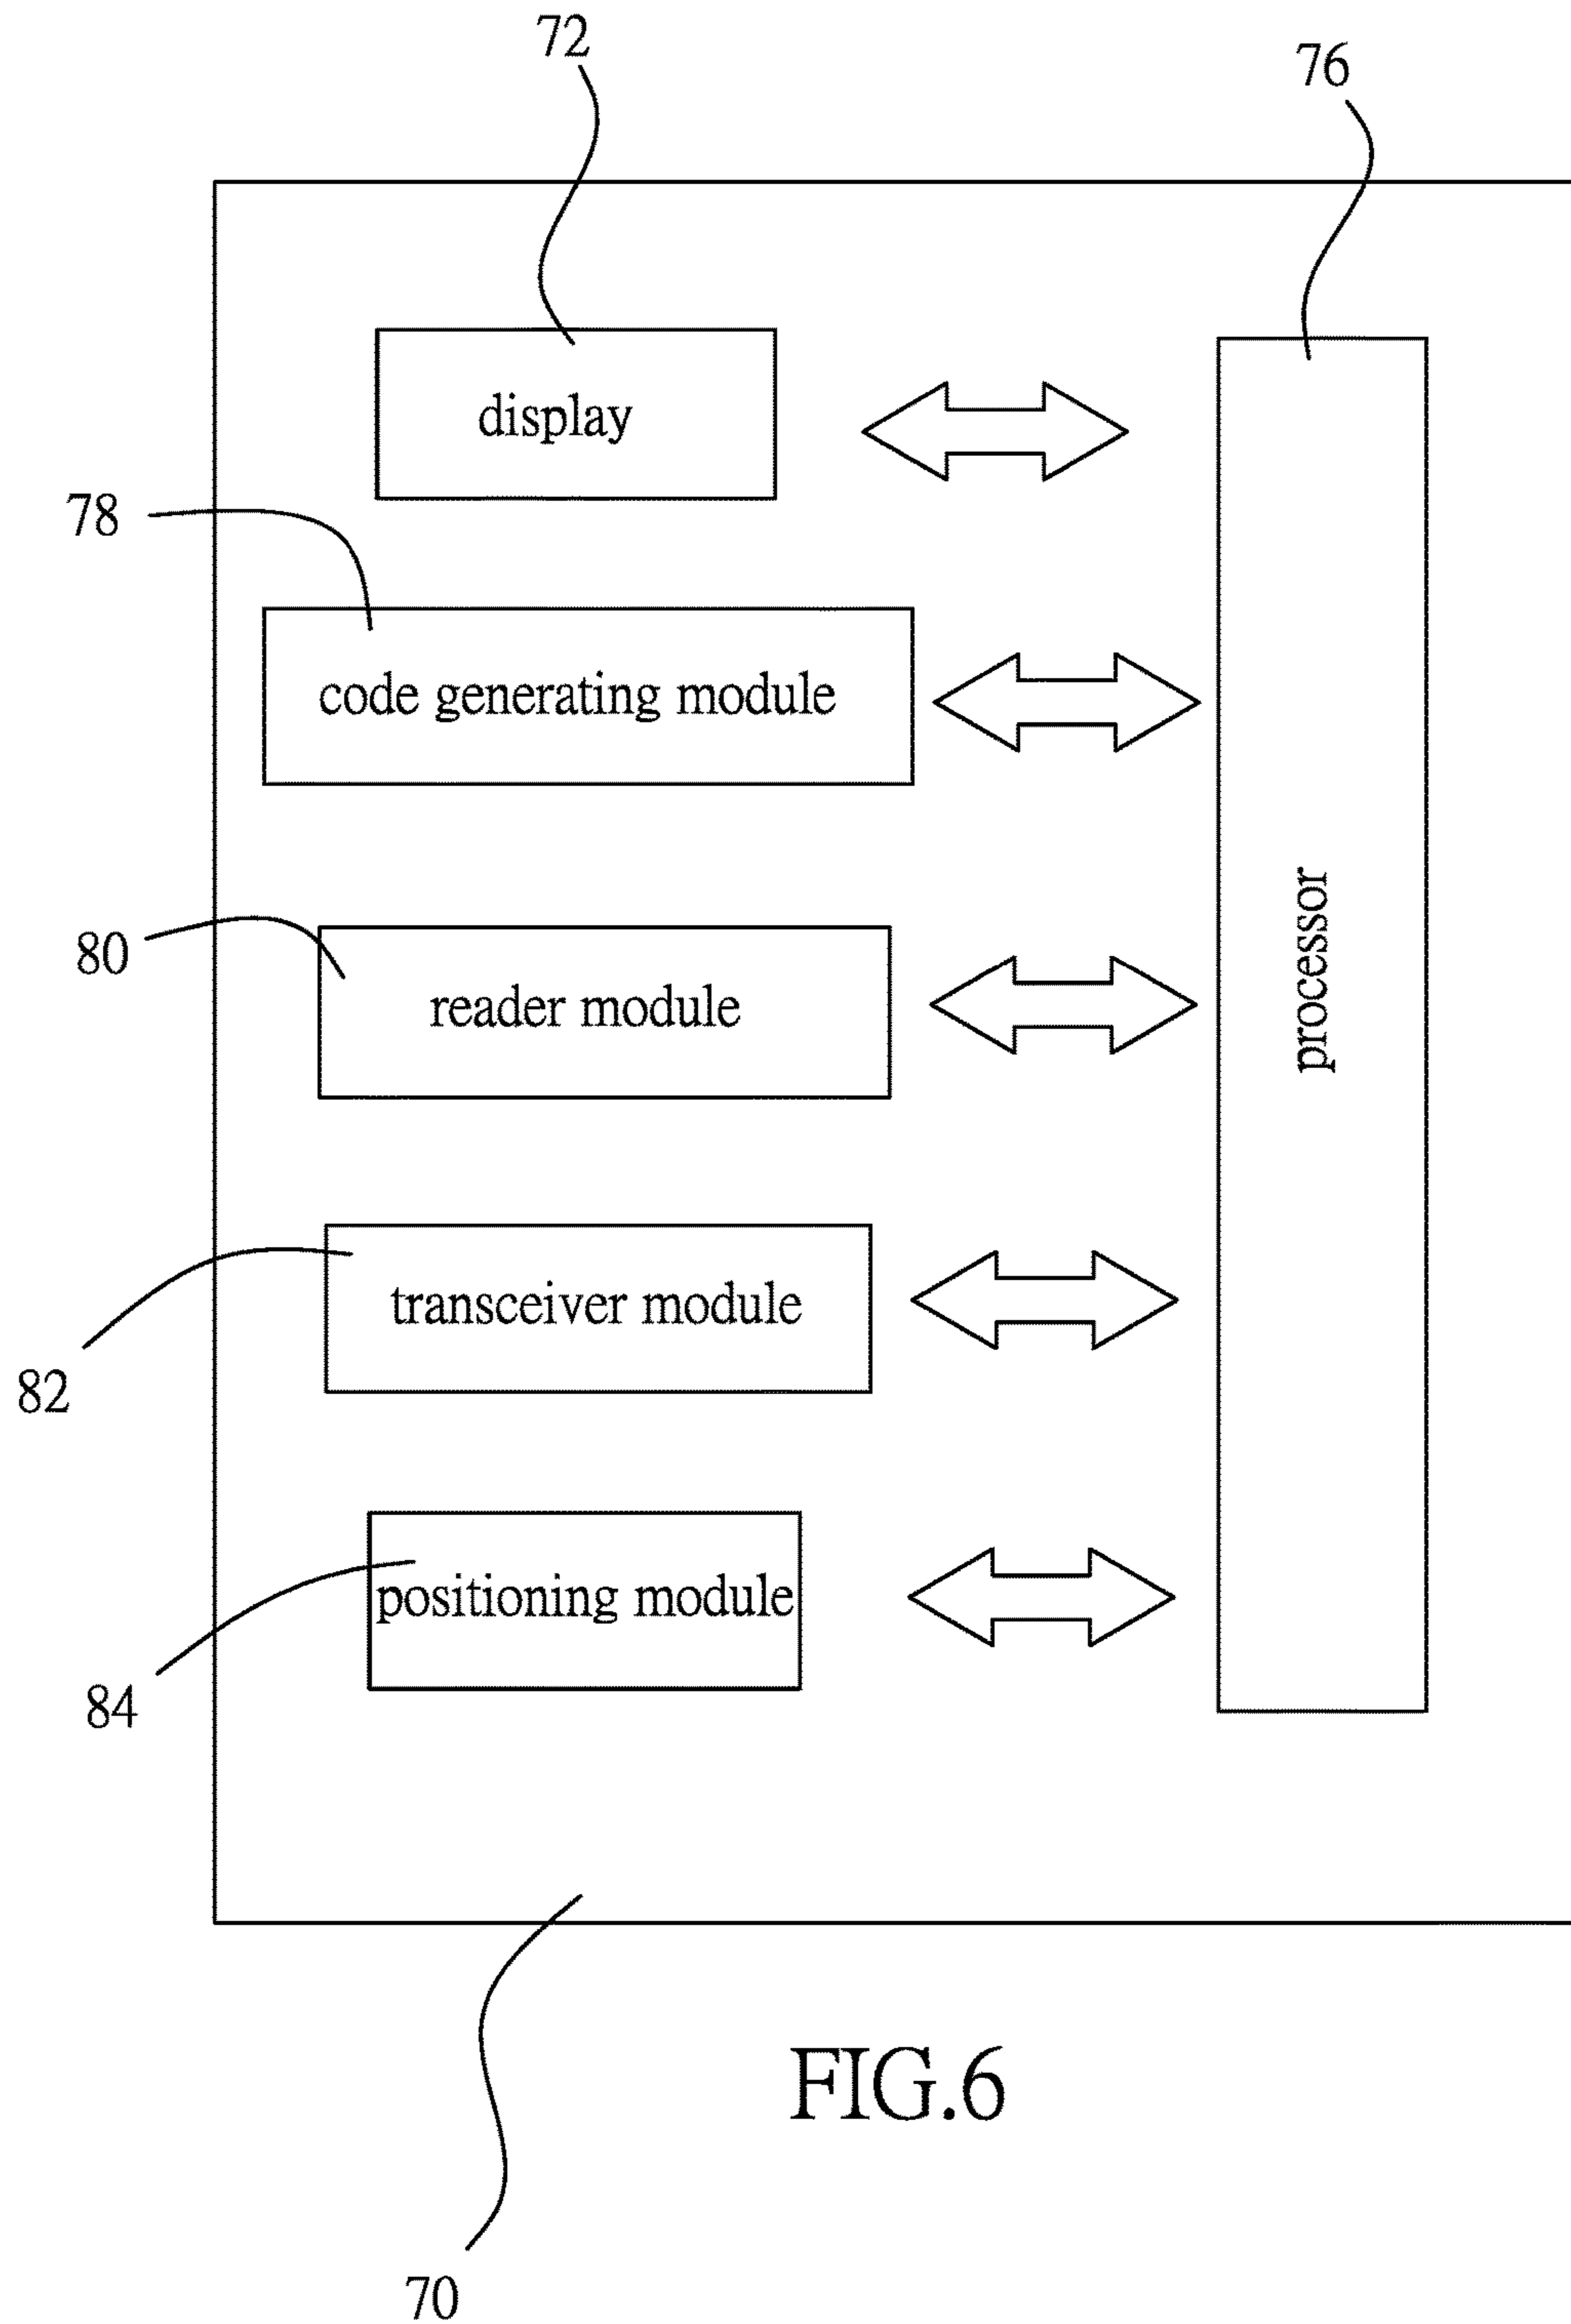 72
76
display
78
code generating module
80
reader module
processor
82
transceiver module
84
positioning module
FIG.6
70